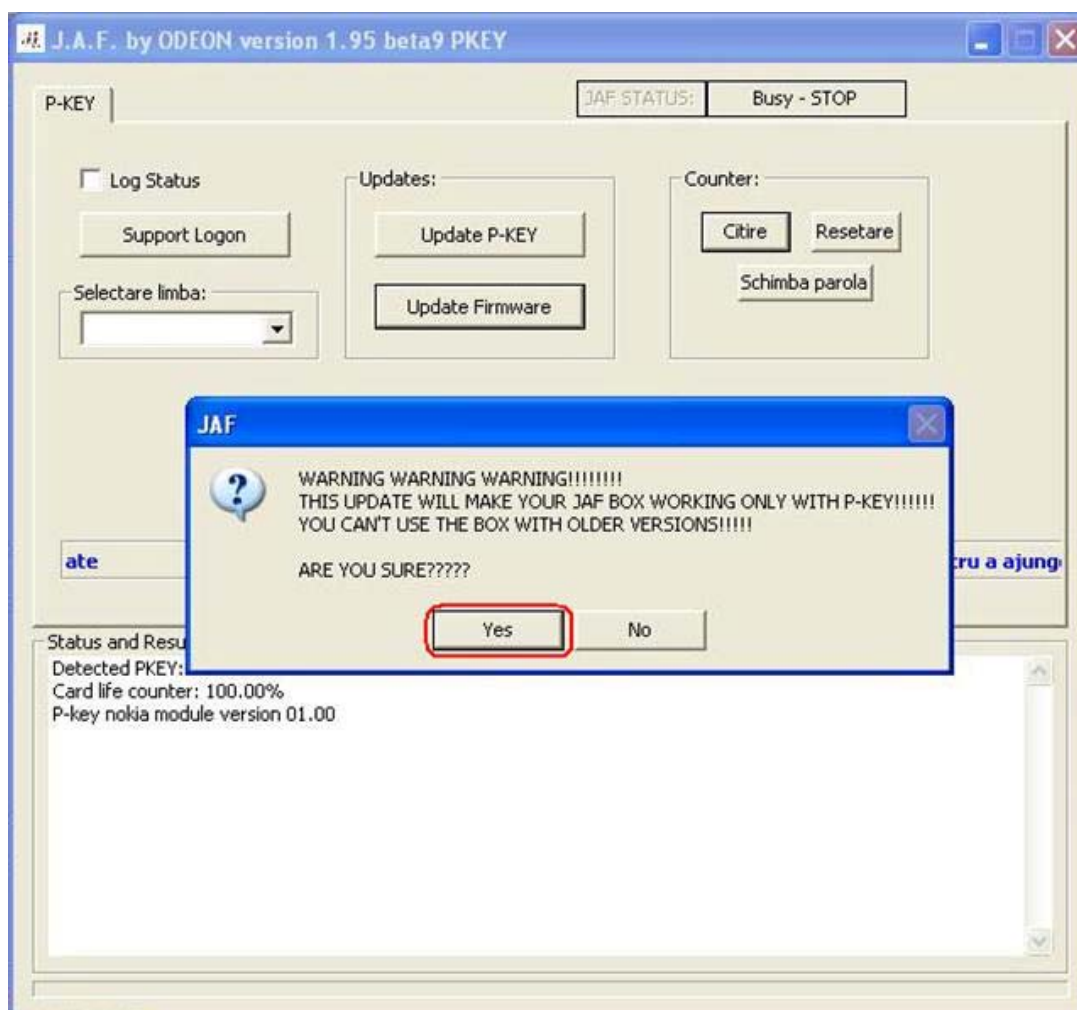 J.A.F. by ODEON version 1.95 beta9 PKEY
P-KEY
JAF STATUS: Busy - STOP
Log Status
Updates:
Counter:
Support Logon
Update P-KEY
Citire
Resetare
Selectare limba:
Update Firmware
Schimba parola
JAF
WARNING WARNING WARNING!!!!!!!!
THIS UPDATE WILL MAKE YOUR JAF BOX WORKING ONLY WITH P-KEY!!!!!!
YOU CAN'T USE THE BOX WITH OLDER VERSIONS!!!!!
ARE YOU SURE?????
Yes
No
ate
a
Status and
Detected PKEY:
Card life counter: 100.00%
P-key nokia module version 01.00